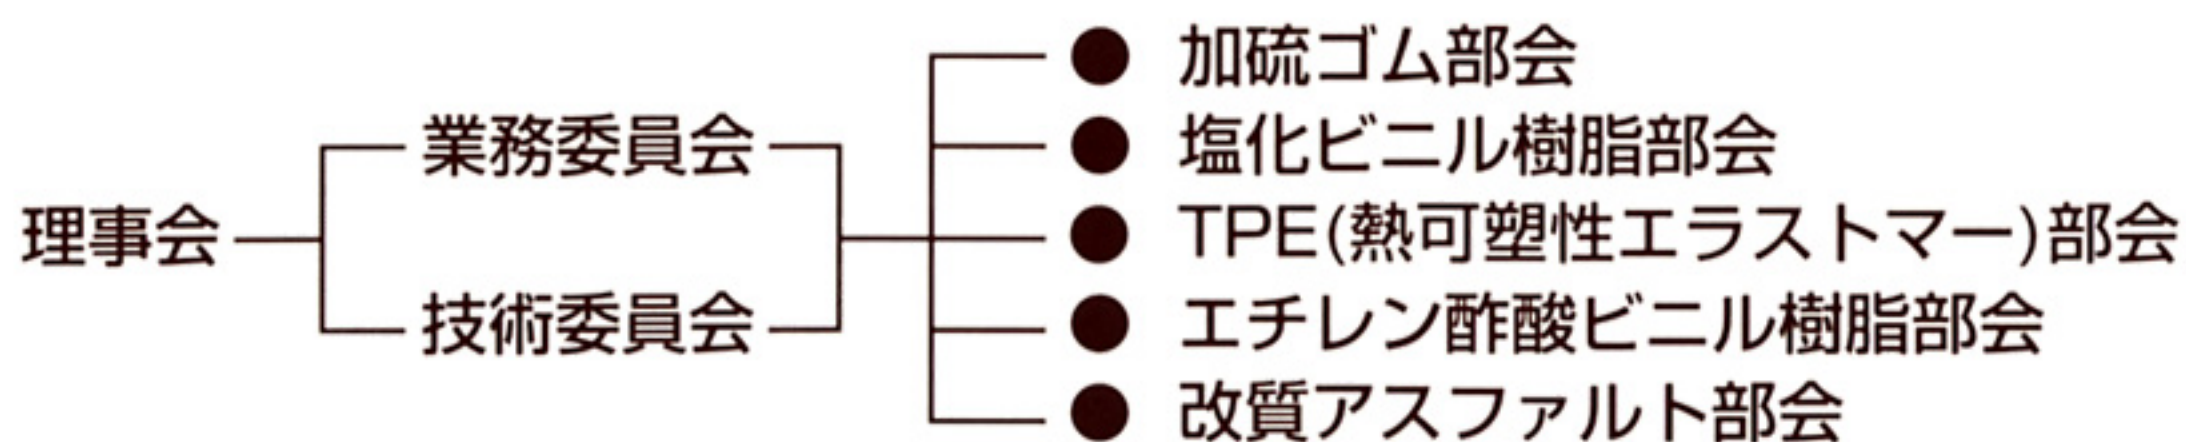 理事会
業務委員会
技術委員会
● 加硫ゴム部会
● 塩化ビニル樹脂部会
● TPE(熱可塑性エラストマー)部会
● エチレン酢酸ビニル樹脂部会
● 改質アスファルト部会